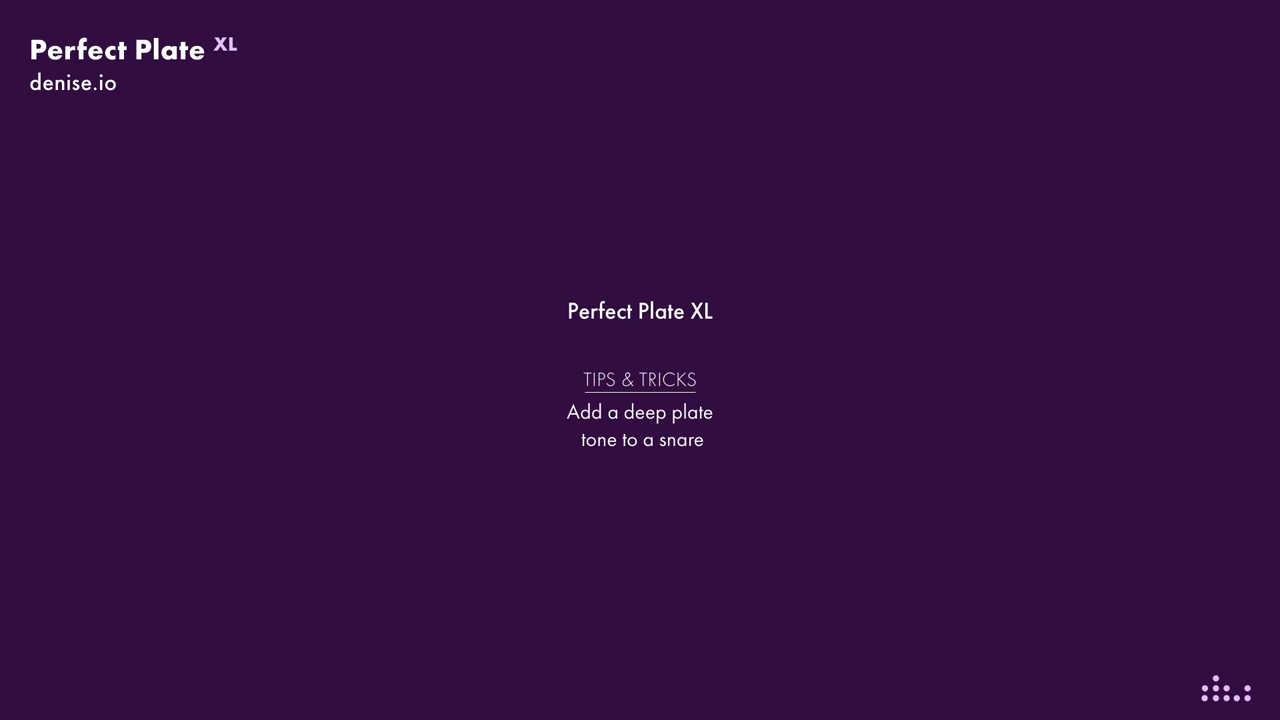 Perfect Plate XL
denise.io
Perfect Plate XL
TIPS & TRICKS
Add a deep plate
tone to a snare